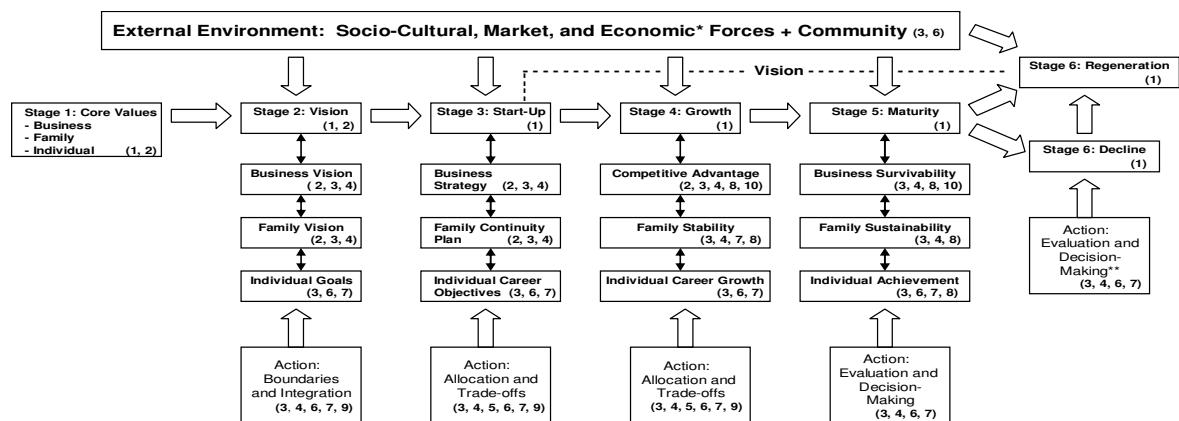 External Environment: Socio-Cultural, Market, and Economic* Forces + Community (3, 6)
Vision
Stage 6: Regeneration
(1)
Stage 1: Core Values
- Business
- Family
- Individual (1, 2)
Stage 2: Vision
(1, 2)
Stage 3: Start-Up
(1)
Stage 4: Growth
(1)
Stage 5: Maturity
(1)
Stage 6: Decline
(1)
Business Vision
( 2, 3, 4)
Business
Strategy (2, 3, 4)
Competitive Advantage
(2, 3, 4, 8, 10)
Business Survivability
(3, 4, 8, 10)
Family Vision
(2, 3, 4)
Family Continuity
Plan (2, 3, 4)
Family Stability
(3, 4, 7, 8)
Family Sustainability
(3, 4, 8)
Action:
Evaluation and
Decision-
Making**
(3, 4, 6, 7)
Individual Goals
(3, 6, 7)
Individual Career
Objectives (3, 6, 7)
Individual Career Growth
(3, 6, 7)
Individual Achievement
(3, 6, 7, 8)
Action:
Boundaries
and Integration
(3, 4, 6, 7, 9)
Action:
Allocation and
Trade-offs
(3, 4, 5, 6, 7, 9)
Action:
Allocation and
Trade-offs
(3, 4, 5, 6, 7, 9)
Action:
Evaluation and
Decision-
Making
(3, 4, 6, 7)